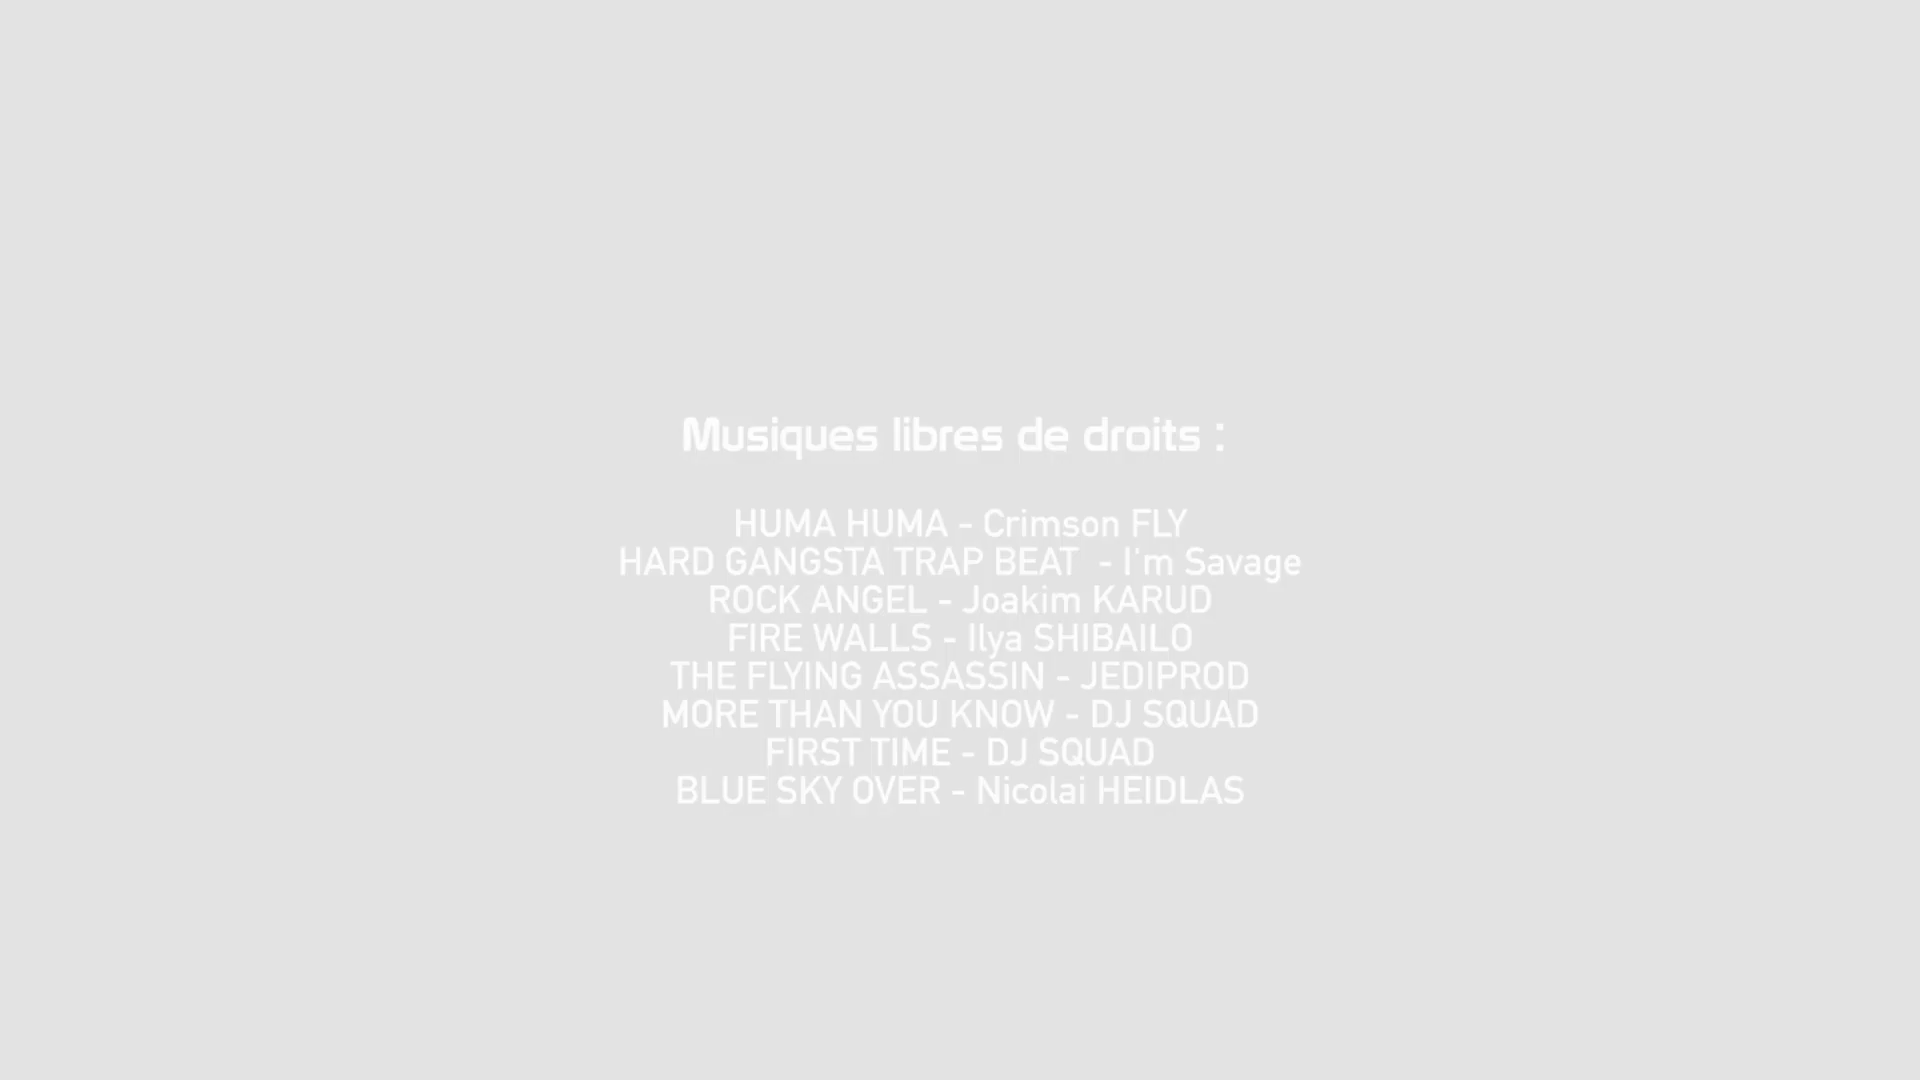 Musiques libres de droits :
HUMA HUMA - Crimson FLY
HARD GANGSTA TRAP BEAT  - I'm Savage
ROCK ANGEL - Joakim KARUD
FIRE WALLS - Ilya SHIBAILO
THE FLYING ASSASSIN - JEDIPROD
MORE THAN YOU KNOW - DJ SQUAD
FIRST TIME - DJ SQUAD
BLUE SKY OVER - Nicolai HEIDLAS